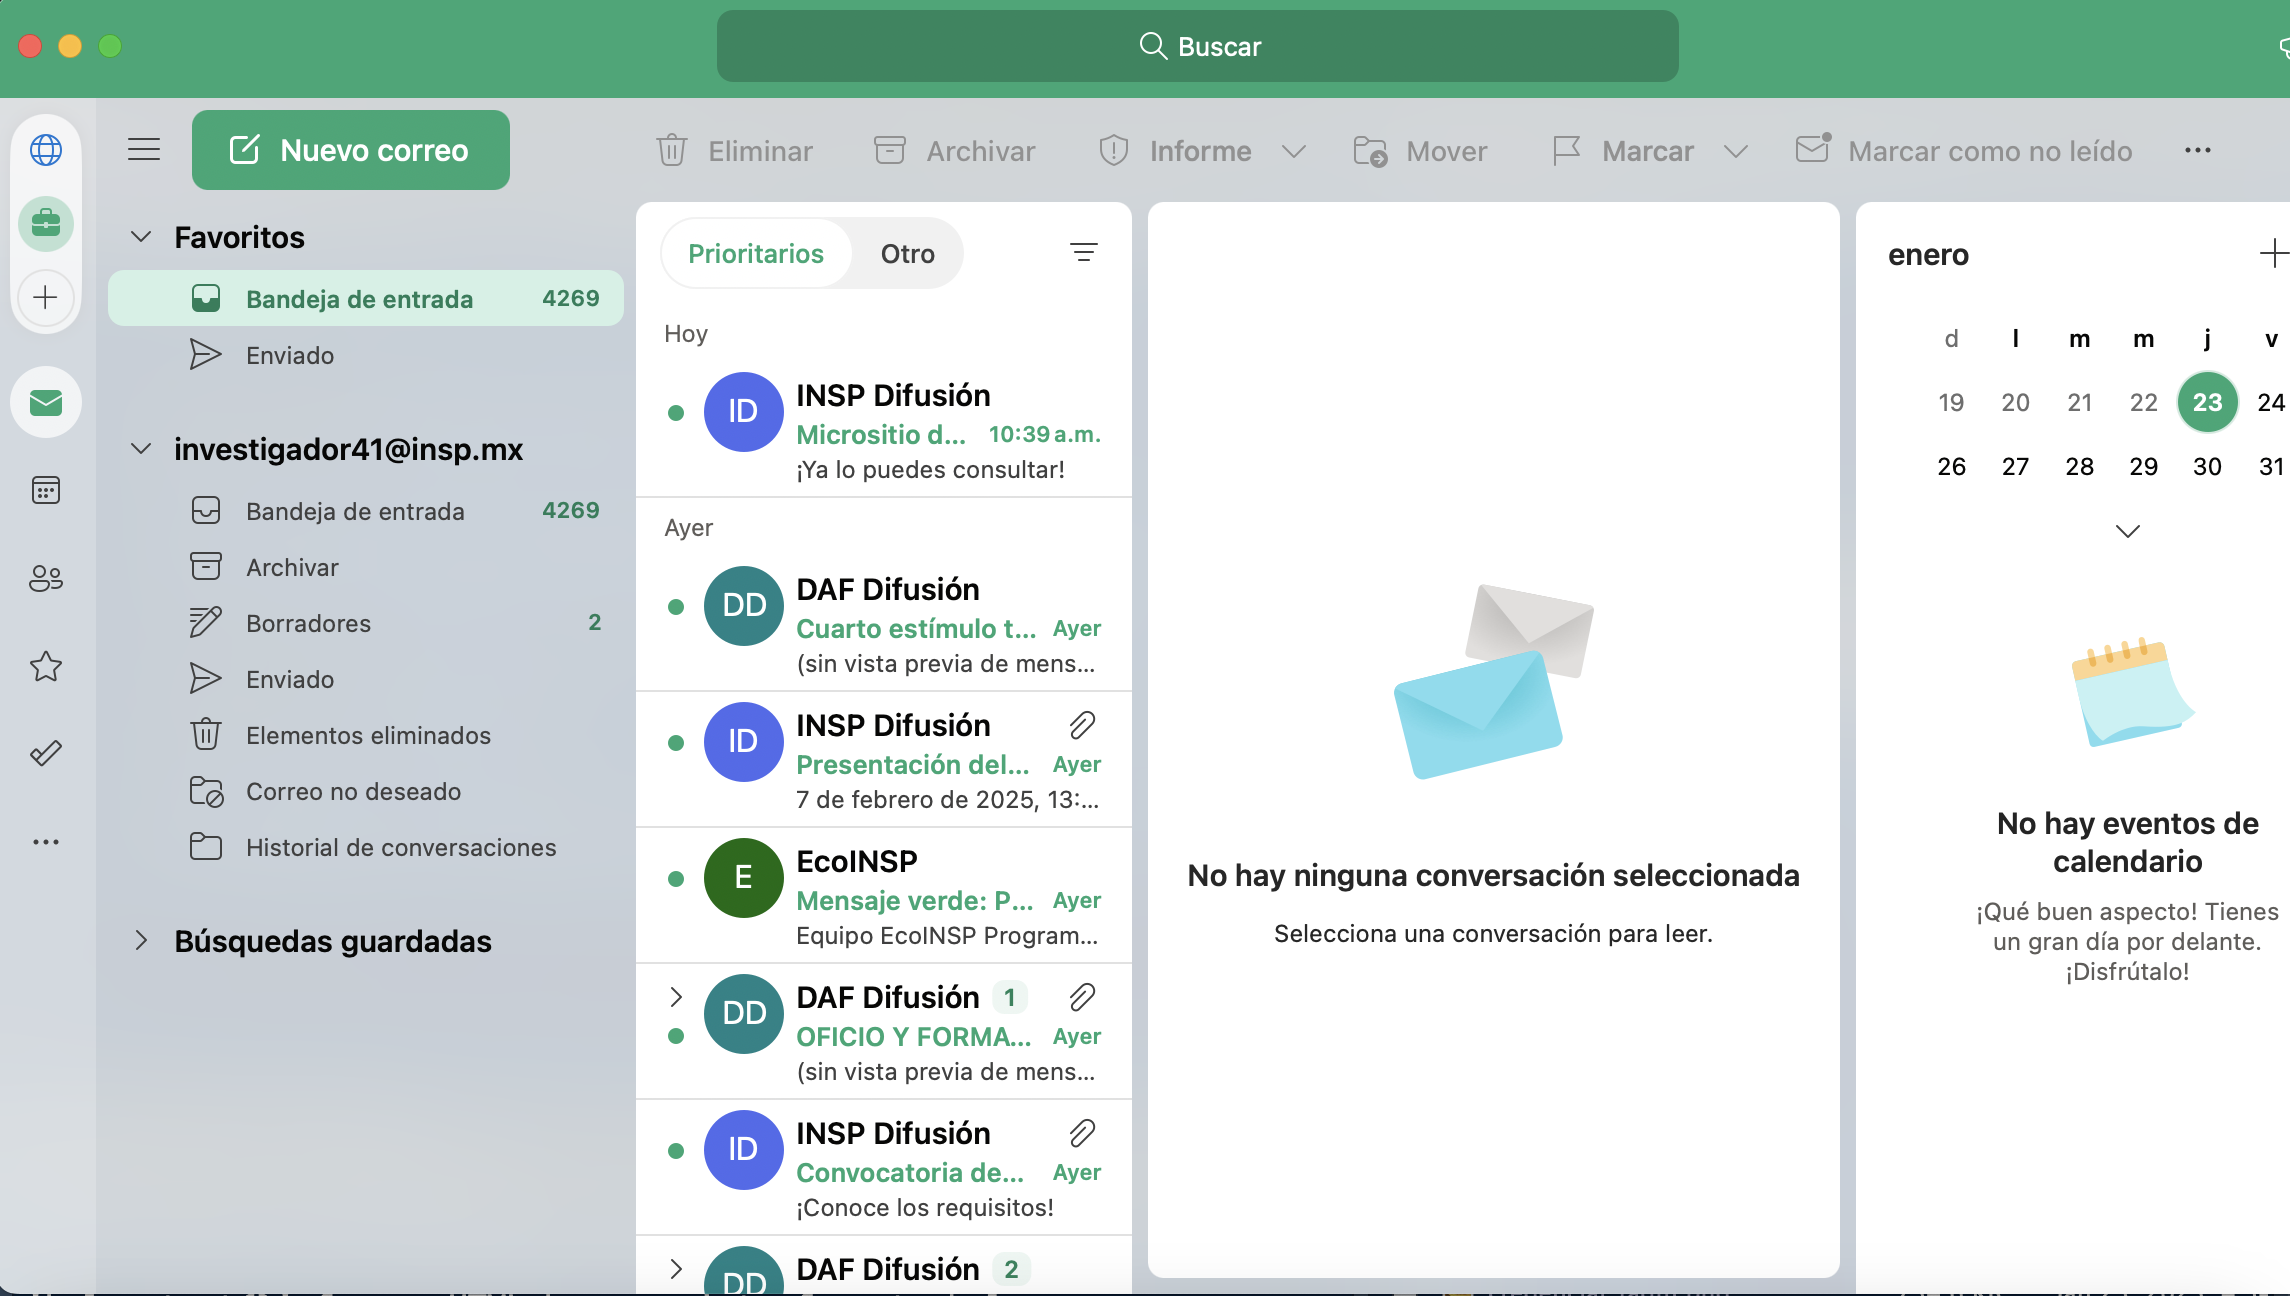 Buscar
Nuevo correo
Eliminar
Archivar
Informe
Mover
Marcar
Marcar como no leído
Favoritos
Bandeja de entrada 4269
Enviado
investigador41@insp.mx
Bandeja de entrada 4269
Archivar
Borradores 2
Enviado
Elementos eliminados
Correo no deseado
Historial de conversaciones
Búsquedas guardadas
Prioritarios Otro
Hoy
ID
INSP Difusión
Micrositio d... 10:39 a.m.
¡Ya lo puedes consultar!
Ayer
DD
DAF Difusión
Cuarto estímulo t... Ayer
(sin vista previa de mens...
ID
INSP Difusión
Presentación del... Ayer
7 de febrero de 2025, 13:...
E
EcoINSP
Mensaje verde: P... Ayer
Equipo EcoINSP Program...
DD
DAF Difusión 1
OFICIO Y FORMA... Ayer
(sin vista previa de mens...
ID
INSP Difusión
Convocatoria de... Ayer
¡Conoce los requisitos!
DD
DAF Difusión 2
No hay ninguna conversación seleccionada
Selecciona una conversación para leer.
enero
d l m m j v
19 20 21 22 23 24
26 27 28 29 30 31
No hay eventos de
calendario
¡Qué buen aspecto! Tienes
un gran día por delante.
¡Disfrútalo!